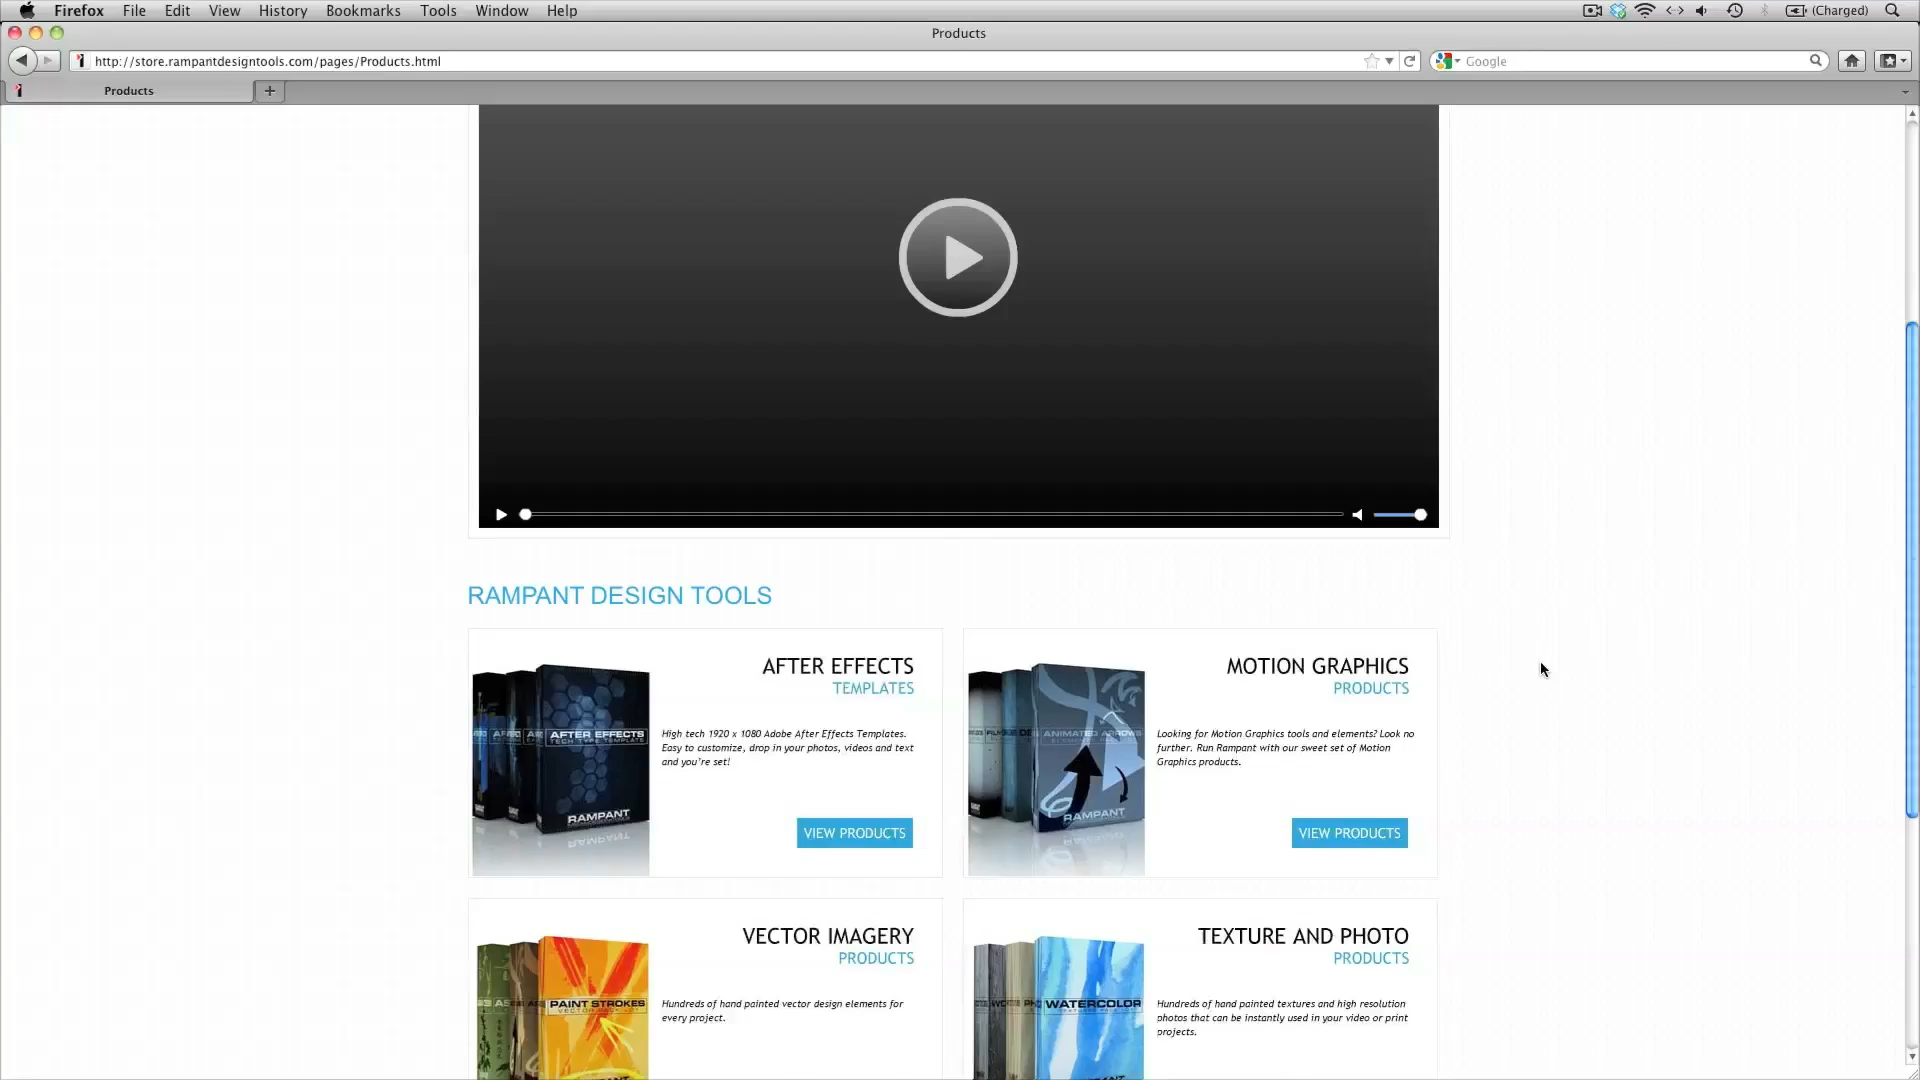 Firefox File Edit View History Bookmarks Tools Window Help (Charged)
Products
http://store.rampantdesigntools.com/pages/Products.html Google
Products
RAMPANT DESIGN TOOLS
AFTER EFFECTS
TEMPLATES
High tech 1920 x 1080 Adobe After Effects Templates.
Easy to customize, drop in your photos, videos and text
and you're set!
VIEW PRODUCTS
AFTER EFFECTS
TECH TYPE TEMPLATE
RAMPANT
MOTION GRAPHICS
PRODUCTS
Looking for Motion Graphics tools and elements? Look no
further. Run Rampant with our sweet set of Motion
Graphics products.
VIEW PRODUCTS
ANIMATED ARROWS
RAMPANT
VECTOR IMAGERY
PRODUCTS
Hundreds of hand painted vector design elements for
every project.
PAINT STROKES
RAMPANT
TEXTURE AND PHOTO
PRODUCTS
Hundreds of hand painted textures and high resolution
photos that can be instantly used in your video or print
projects.
WATERCOLOR